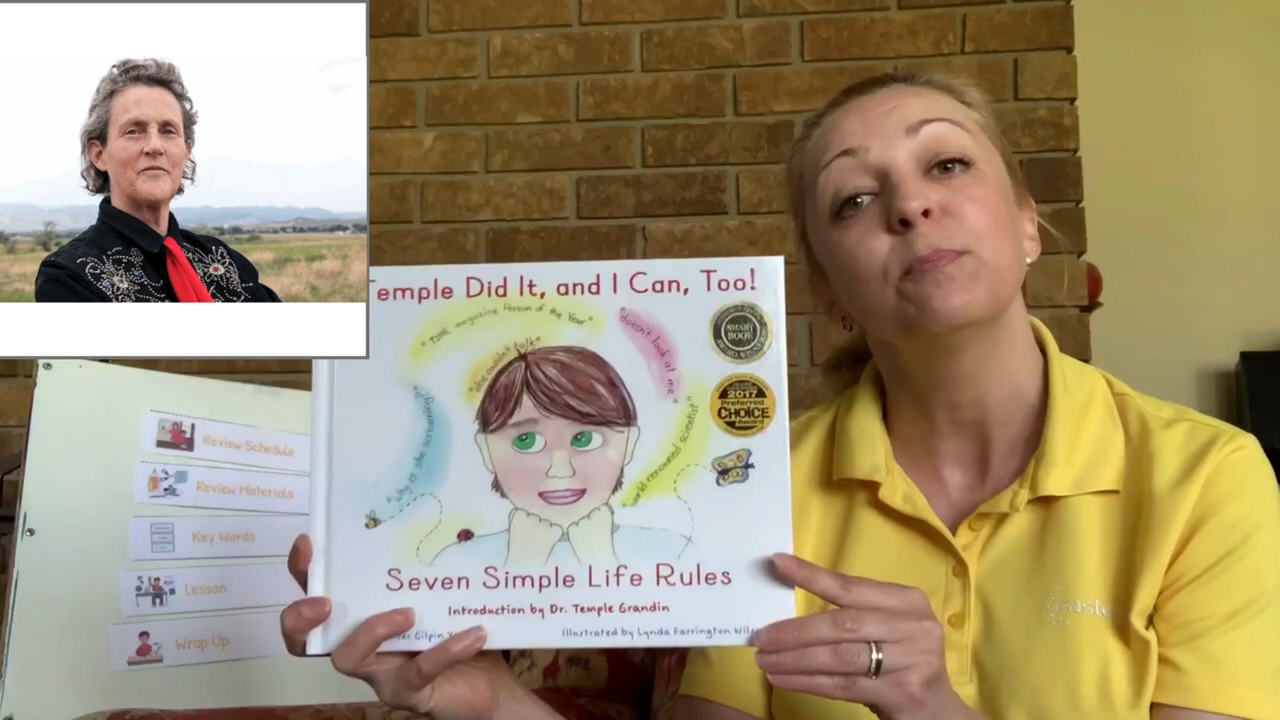 Temple Did It, and I Can, Too!
"TIME magazine Person of the Year"
"she couldn't talk"
"doesn't look at me"
"why is she screaming?"
"world renowned scientist"
SMART BOOK
2017
Preferred
CHOICE
Award
Seven Simple Life Rules
Introduction by Dr. Temple Grandin
Gilpin
Illustrated by Lynda Farrington
Review Schedule
Review Materials
Key Words
Lesson
Wrap Up